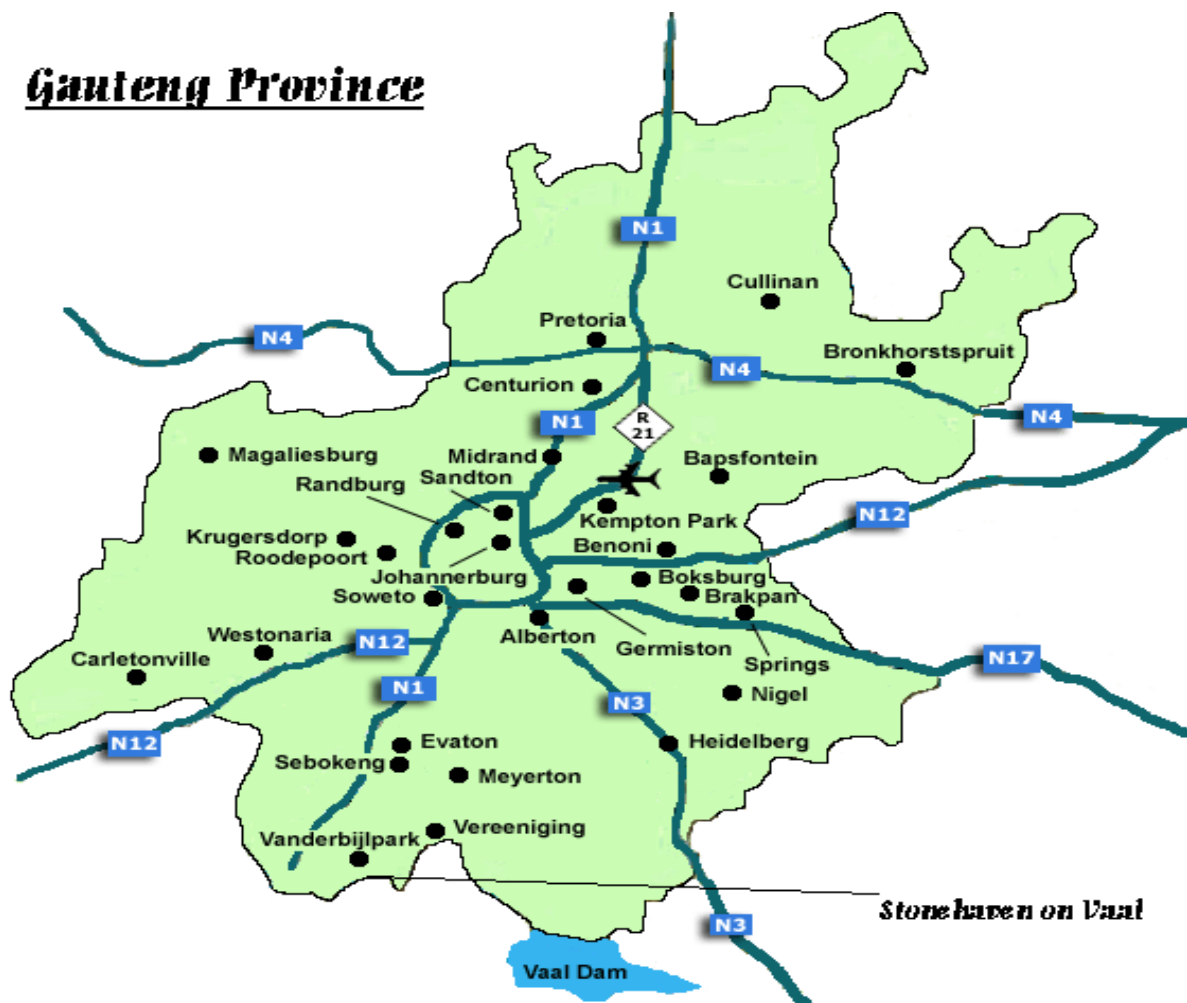 Gauteng Province
N1
Cullinan
Pretoria
N4
Bronkhorstspruit
N4
Centurion
N4
N1
R
21
Magaliesburg
Midrand
Bapsfontein
Sandton
Randburg
Kempton Park
N12
Krugersdorp
Benoni
Roodepoort
Johannerburg
Boksburg
Soweto
Brakpan
Westonaria
N12
Alberton
Germiston
Carletonville
Springs
N17
N1
N3
Nigel
N12
Evaton
Heidelberg
Sebokeng
Meyerton
Vanderbijlpark
Vereeniging
Stonehaven on Vaal
N3
Vaal Dam